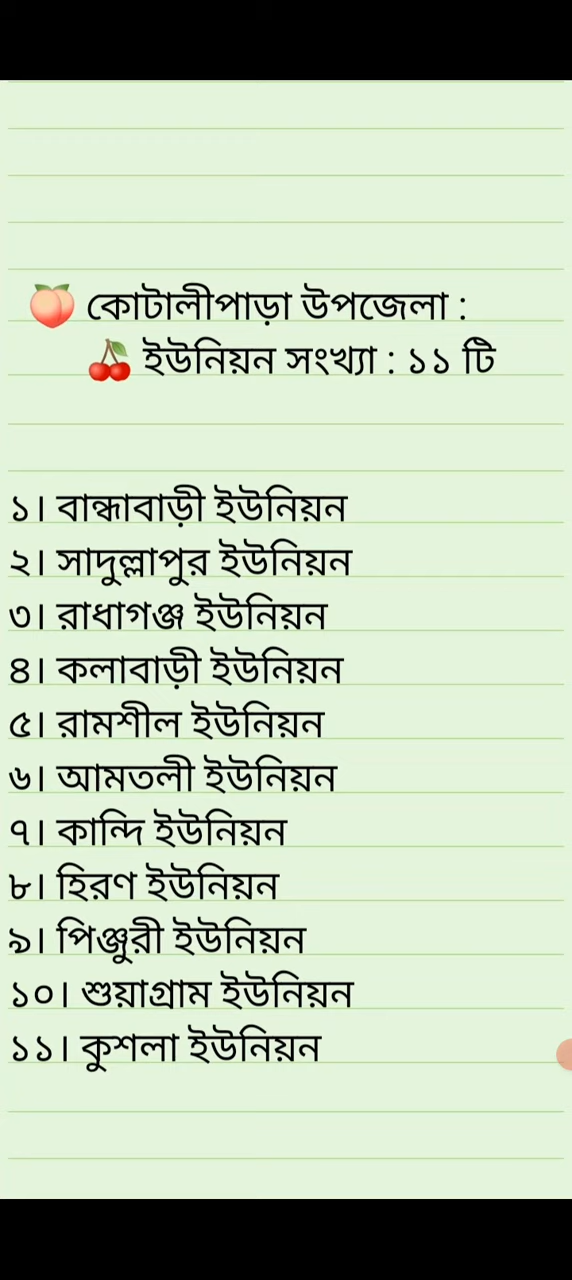 🍑 কোটালীপাড়া উপজেলা :
🍒 ইউনিয়ন সংখ্যা : ১১ টি
১। বান্ধাবাড়ী ইউনিয়ন
২। সাদুল্লাপুর ইউনিয়ন
৩। রাধাগঞ্জ ইউনিয়ন
৪। কলাবাড়ী ইউনিয়ন
৫। রামশীল ইউনিয়ন
৬। আমতলী ইউনিয়ন
৭। কান্দি ইউনিয়ন
৮। হিরণ ইউনিয়ন
৯। পিঞ্জুরী ইউনিয়ন
১০। শুয়াগ্রাম ইউনিয়ন
১১। কুশলা ইউনিয়ন